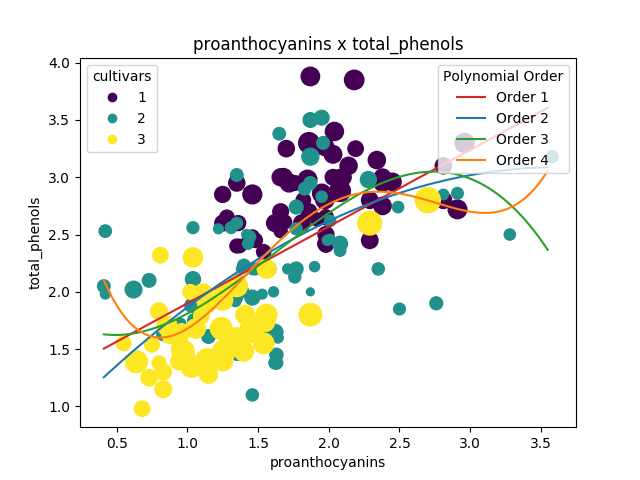 proanthocyanins x total_phenols
cultivars
1
2
3
Polynomial Order
Order 1
Order 2
Order 3
Order 4
total_phenols
4.0
3.5
3.0
2.5
2.0
1.5
1.0
0.5 1.0 1.5 2.0 2.5 3.0 3.5
proanthocyanins